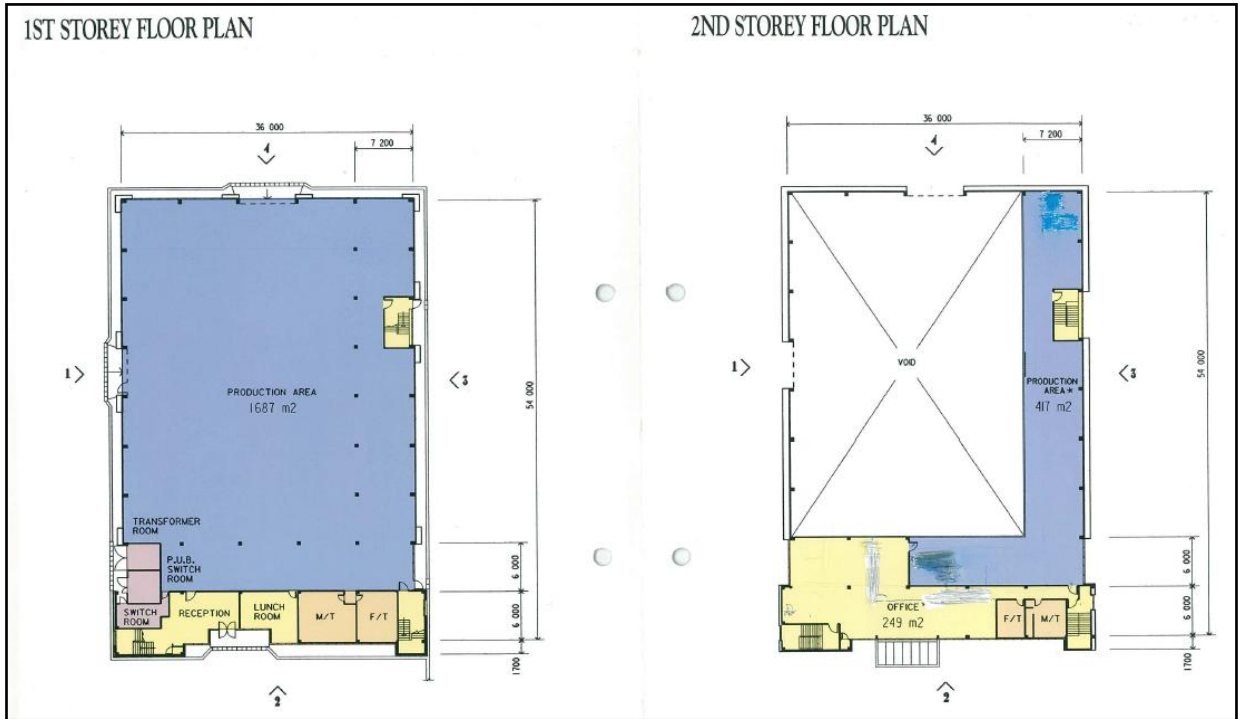 1ST STOREY FLOOR PLAN
36 000
7 200
4
1
3
PRODUCTION AREA
1687 m2
54 000
TRANSFORMER
ROOM
P.U.B.
SWITCH
ROOM
SWITCH
ROOM
RECEPTION
LUNCH
ROOM
M/T
F/T
6 000
6 000
1700
2
2ND STOREY FLOOR PLAN
36 000
7 200
4
1
VOID
3
PRODUCTION
AREA*
417 m2
54 000
OFFICE
249 m2
F/T
M/T
6 000
6 000
1700
2